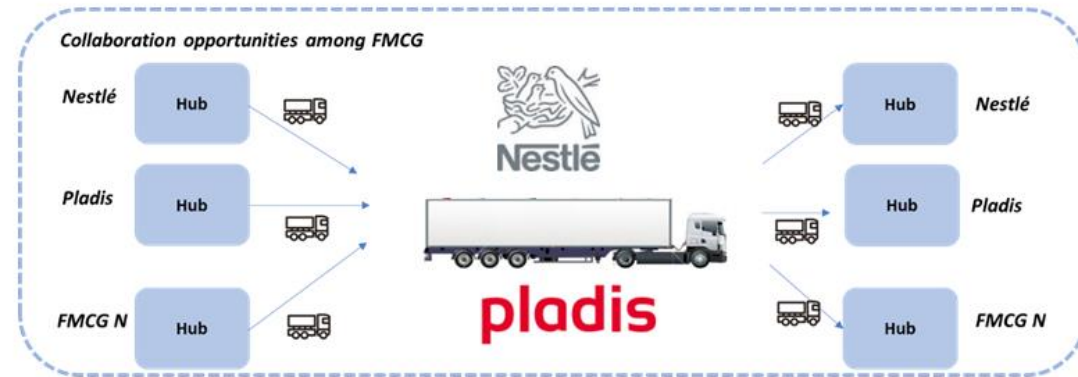 Collaboration opportunities among FMCG
Nestlé
Hub
Hub
Nestlé
Nestlé
Pladis
Hub
Hub
Pladis
pladis
FMCG N
Hub
Hub
FMCG N